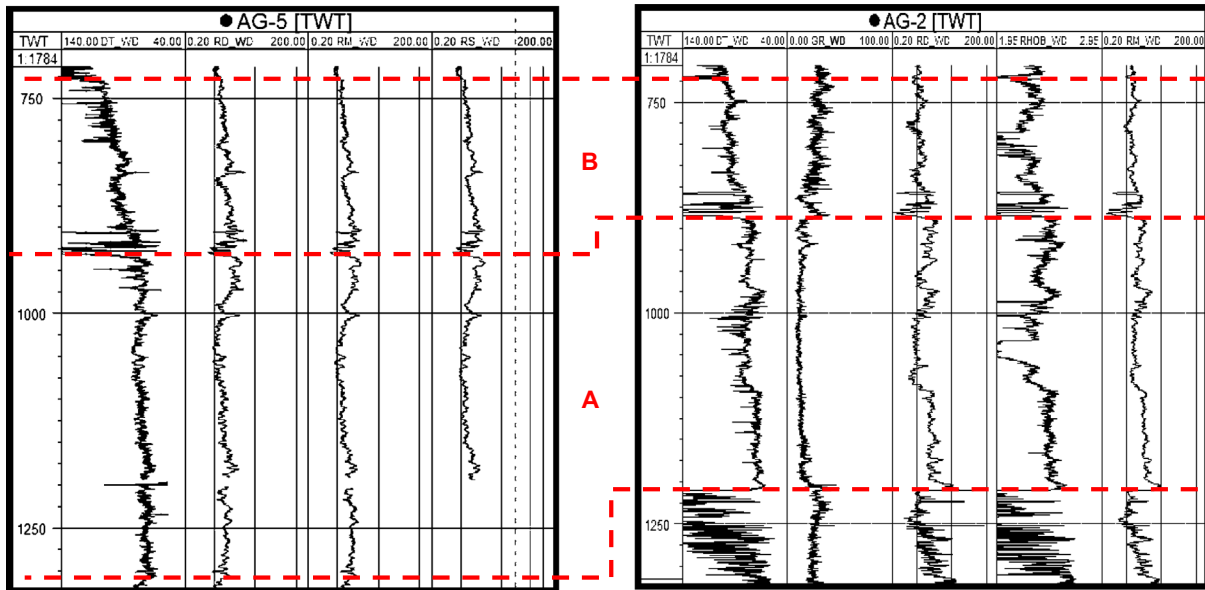 AG-5 [TWT]
TWT 140.00 DT_WD 40.00 0.20 RD_WD 200.00 0.20 RM_WD 200.00 0.20 RS_WD 200.00
1:1784
750
1000
1250
B
A
AG-2 [TWT]
TWT 140.00 DT_WD 40.00 0.00 GR_WD 100.00 0.20 RD_WD 200.00 1.95 RHOB_WD 2.95 0.20 RM_WD 200.00
1:1784
750
1000
1250